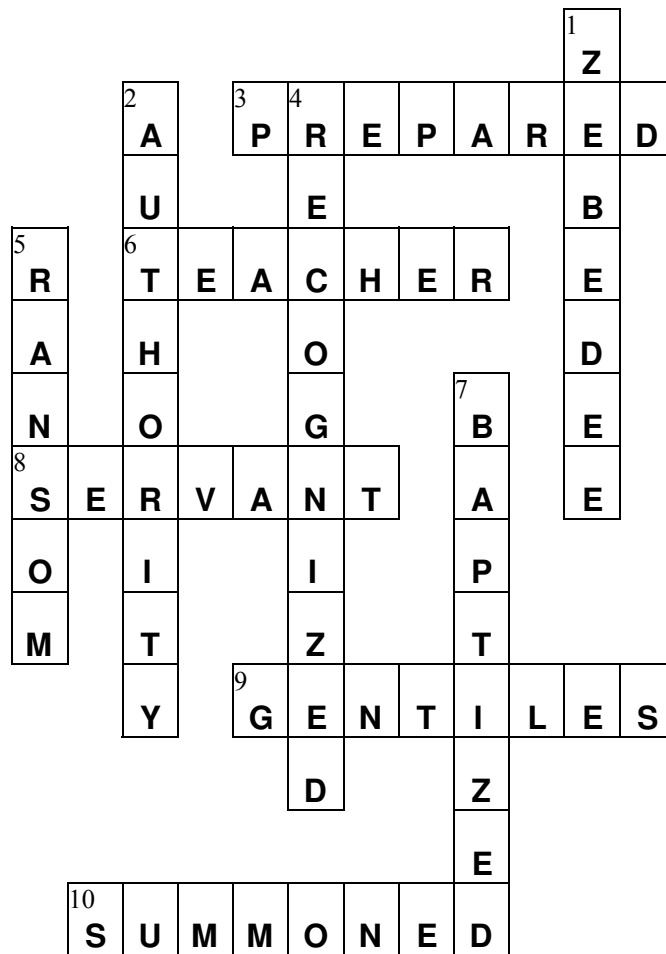 1
Z
2 3 4
A P R E P A R E D
U E B
5 6
R T E A C H E R E
A H O D
7
N O G B E
8
S E R V A N T A E
O I I P
M T Z T
9
Y G E N T I L E S
D Z
E
10
S U M M O N E D